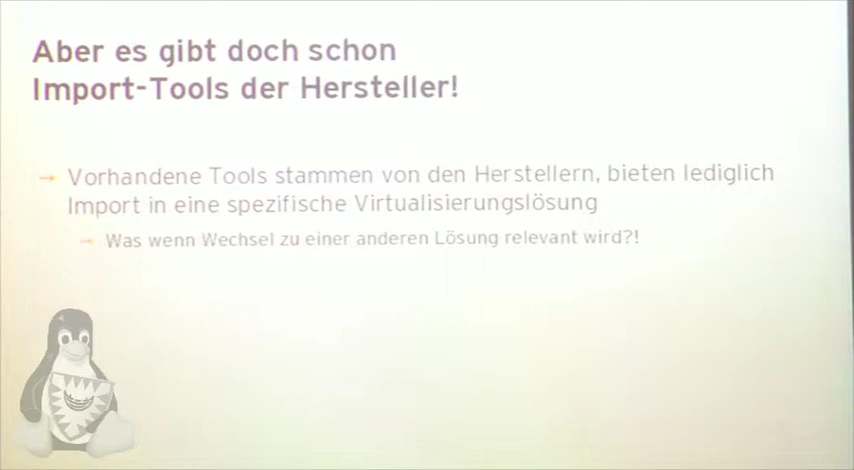 Aber es gibt doch schon
Import-Tools der Hersteller!
→ Vorhandene Tools stammen von den Herstellern, bieten lediglich
Import in eine spezifische Virtualisierungslösung
→ Was wenn Wechsel zu einer anderen Lösung relevant wird?!